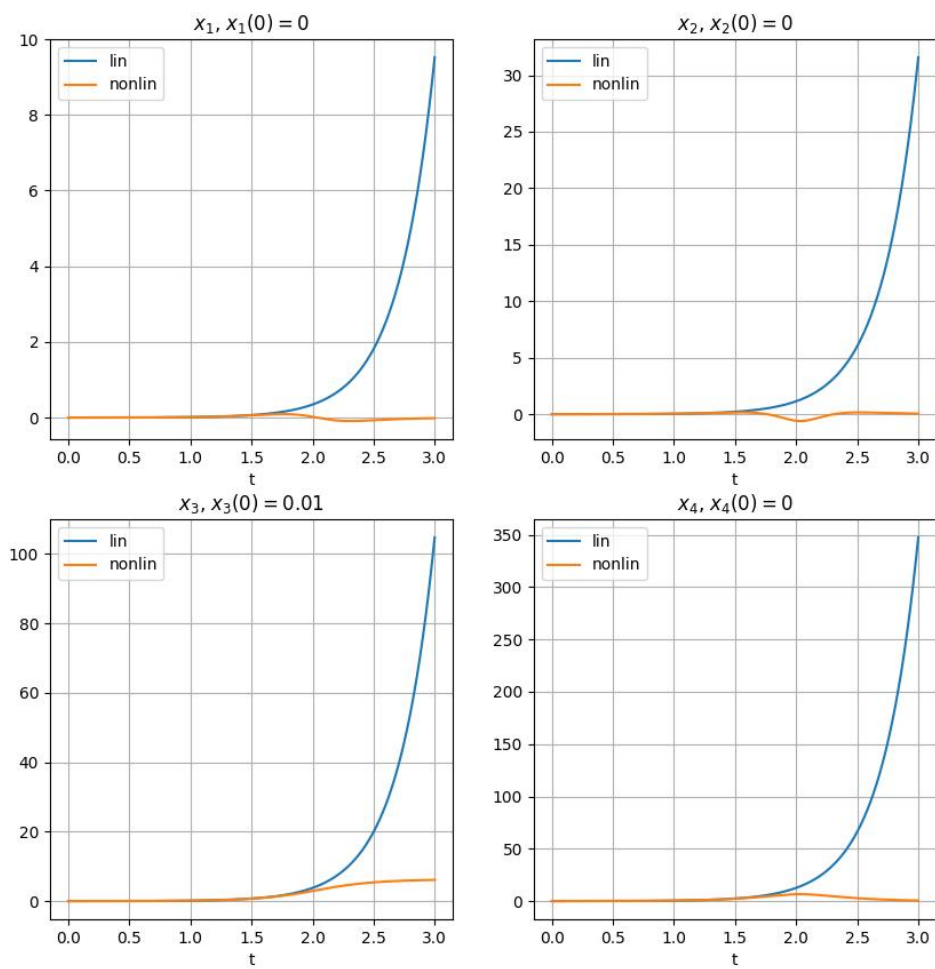 x₁, x₁(0) = 0
lin
nonlin
10
8
6
4
2
0
0.0 0.5 1.0 1.5 2.0 2.5 3.0
t
x₂, x₂(0) = 0
lin
nonlin
30
25
20
15
10
5
0
0.0 0.5 1.0 1.5 2.0 2.5 3.0
t
x₃, x₃(0) = 0.01
lin
nonlin
100
80
60
40
20
0
0.0 0.5 1.0 1.5 2.0 2.5 3.0
t
x₄, x₄(0) = 0
lin
nonlin
350
300
250
200
150
100
50
0
0.0 0.5 1.0 1.5 2.0 2.5 3.0
t